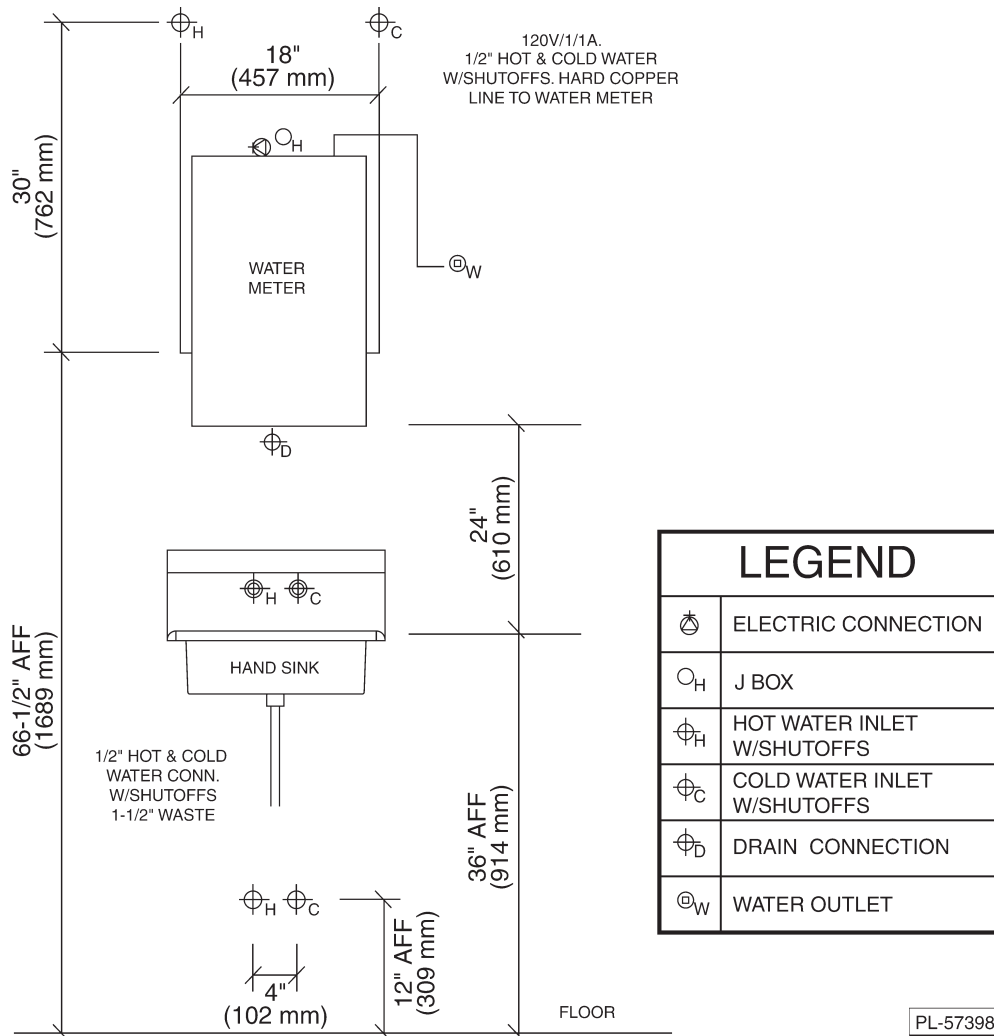 H
C
18"
(457 mm)
120V/1/1A.
1/2" HOT & COLD WATER
W/SHUTOFFS. HARD COPPER
LINE TO WATER METER
30"
(762 mm)
H
WATER
METER
W
D
24"
(610 mm)
H
C
HAND SINK
66-1/2" AFF
(1689 mm)
1/2" HOT & COLD
WATER CONN.
W/SHUTOFFS
1-1/2" WASTE
36" AFF
(914 mm)
H
C
12" AFF
(309 mm)
4"
(102 mm)
FLOOR
LEGEND
ELECTRIC CONNECTION
H J BOX
H HOT WATER INLET
W/SHUTOFFS
C COLD WATER INLET
W/SHUTOFFS
D DRAIN CONNECTION
W WATER OUTLET
PL-57398